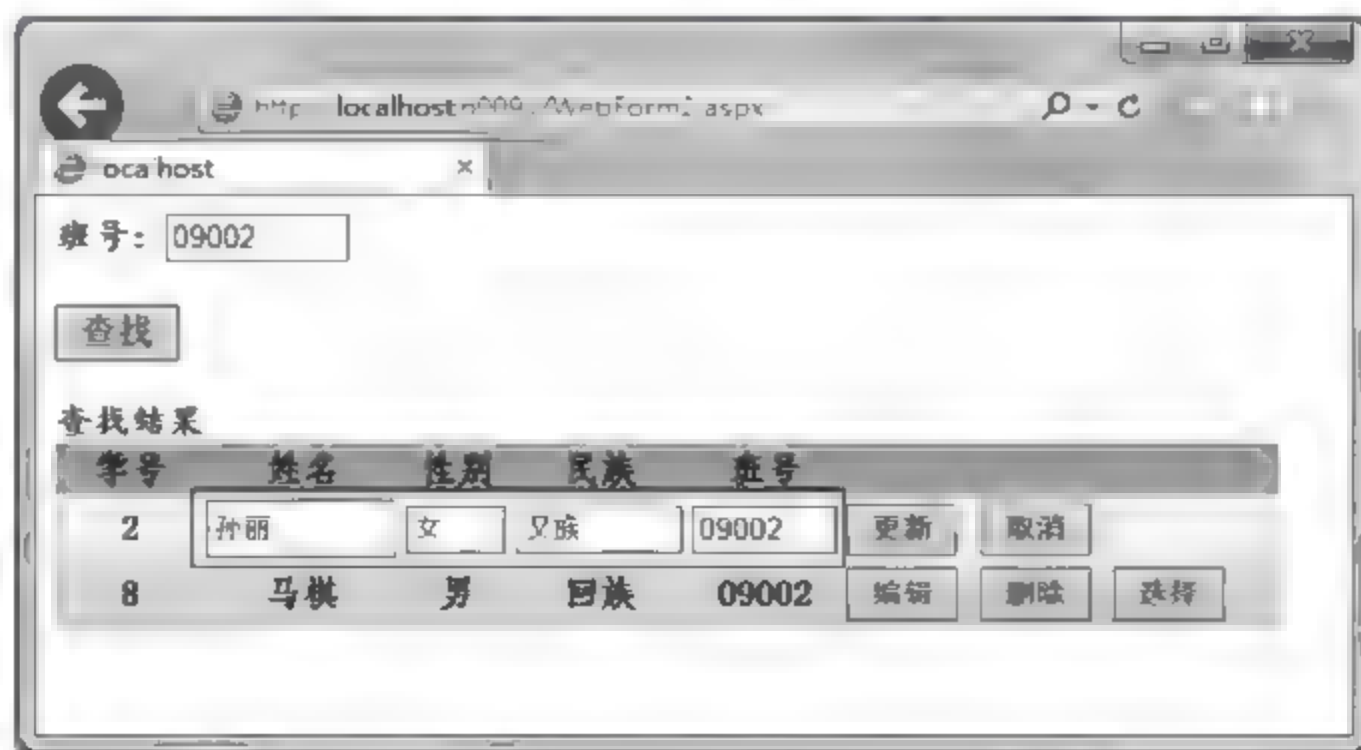 localhost
班号: 09002
查找
查找结果
学号 姓名 性别 民族 班号
2 孙丽 女 汉族 09002 更新 取消
8 马棋 男 回族 09002 编辑 删除 选择